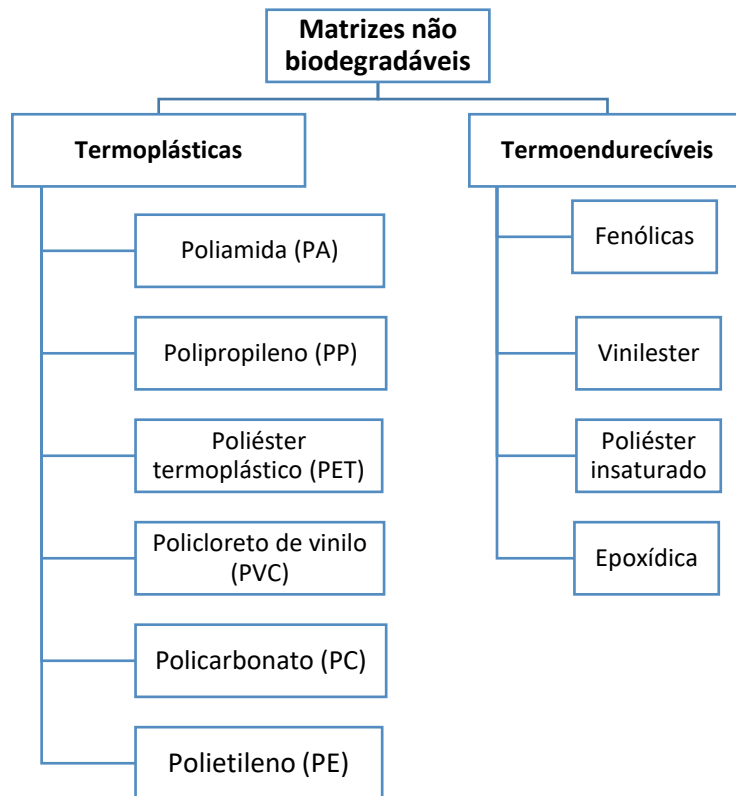 Matrizes não
biodegradáveis
Termoplásticas
Poliamida (PA)
Polipropileno (PP)
Poliéster
termoplástico (PET)
Policloreto de vinilo
(PVC)
Policarbonato (PC)
Polietileno (PE)
Termoendurecíveis
Fenólicas
Vinilester
Poliéster
insaturado
Epoxídica